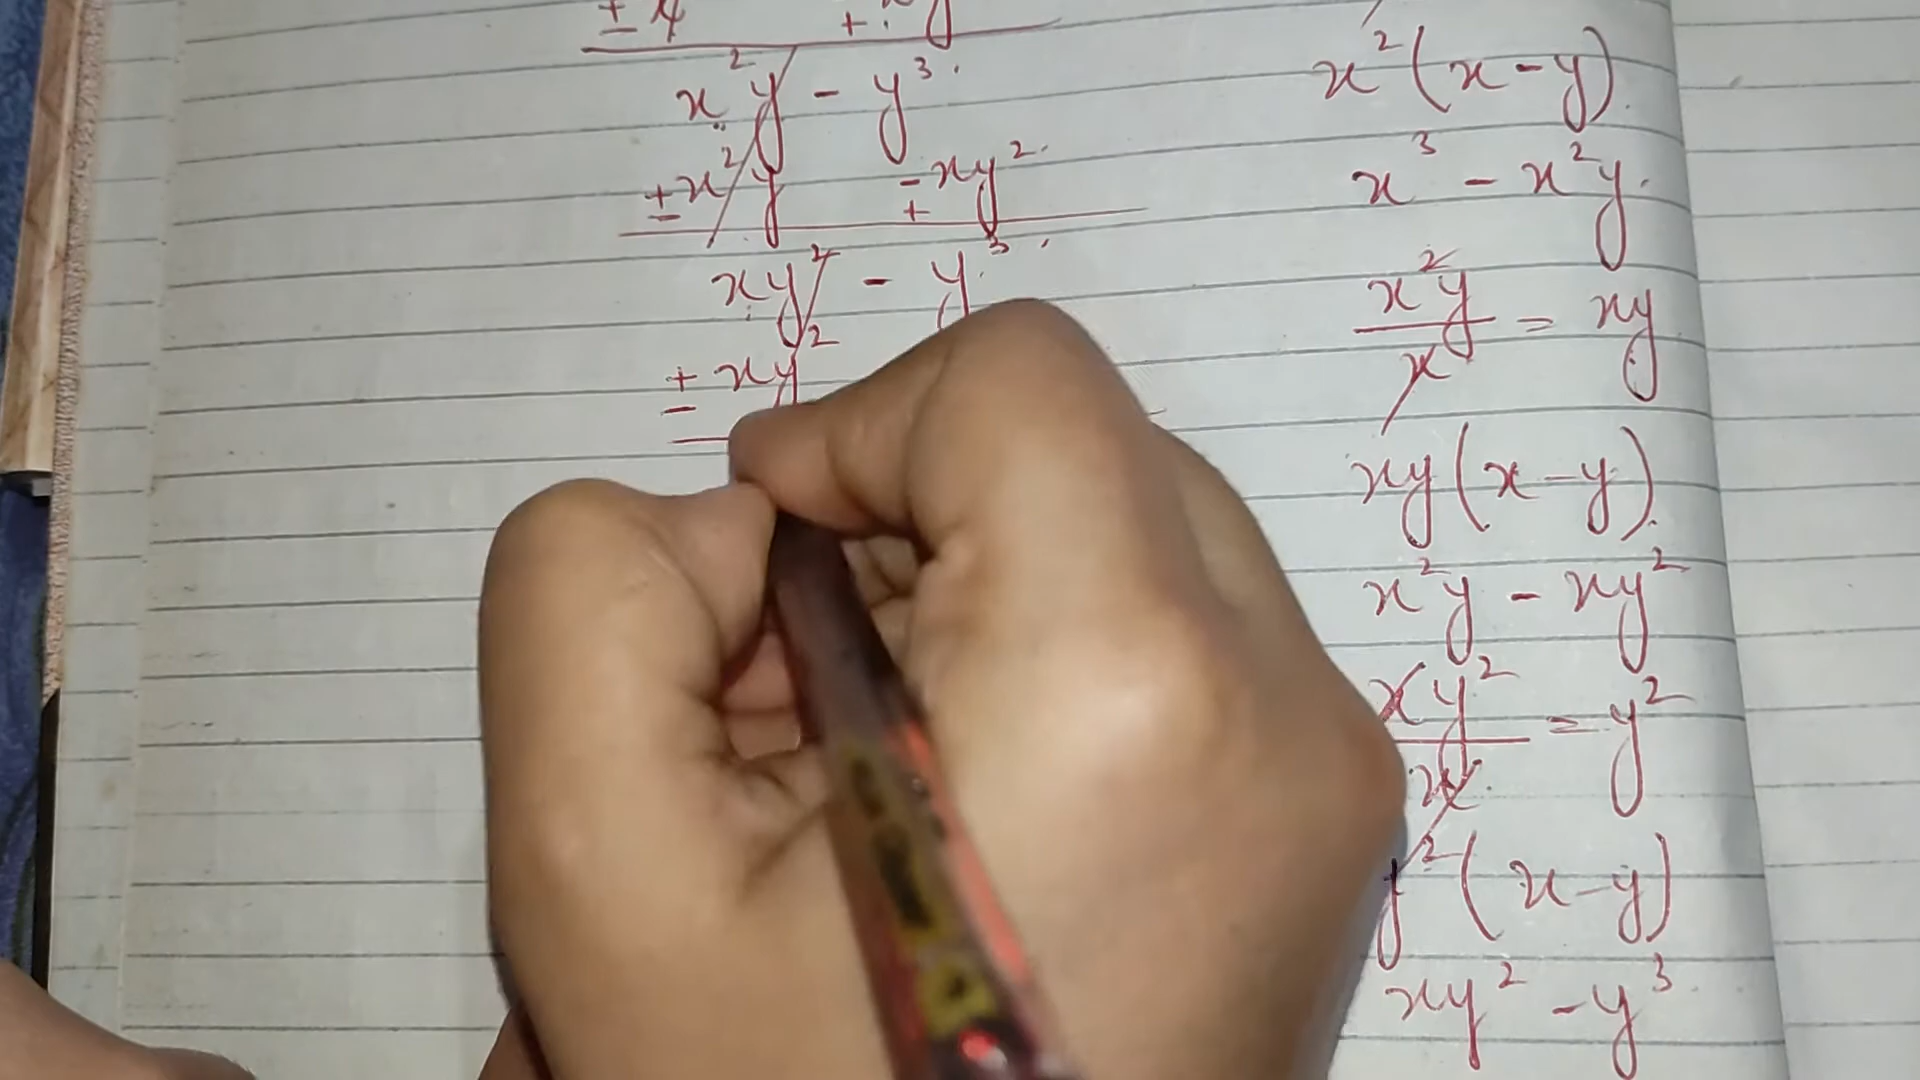 x²y - y³
± x²y -+ xy²
xy² - y³
± xy²
x²(x-y)
x³ - x²y
x²y/x = xy
xy(x-y)
x²y - xy²
xy²/x = y²
y²(x-y)
xy² - y³